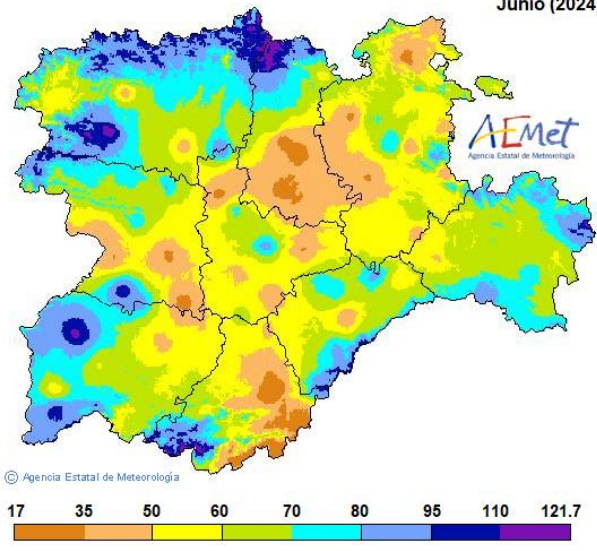 Junio (2024
AEmet
Agencia Estatal de Meteorología
© Agencia Estatal de Meteorología
17 35 50 60 70 80 95 110 121.7